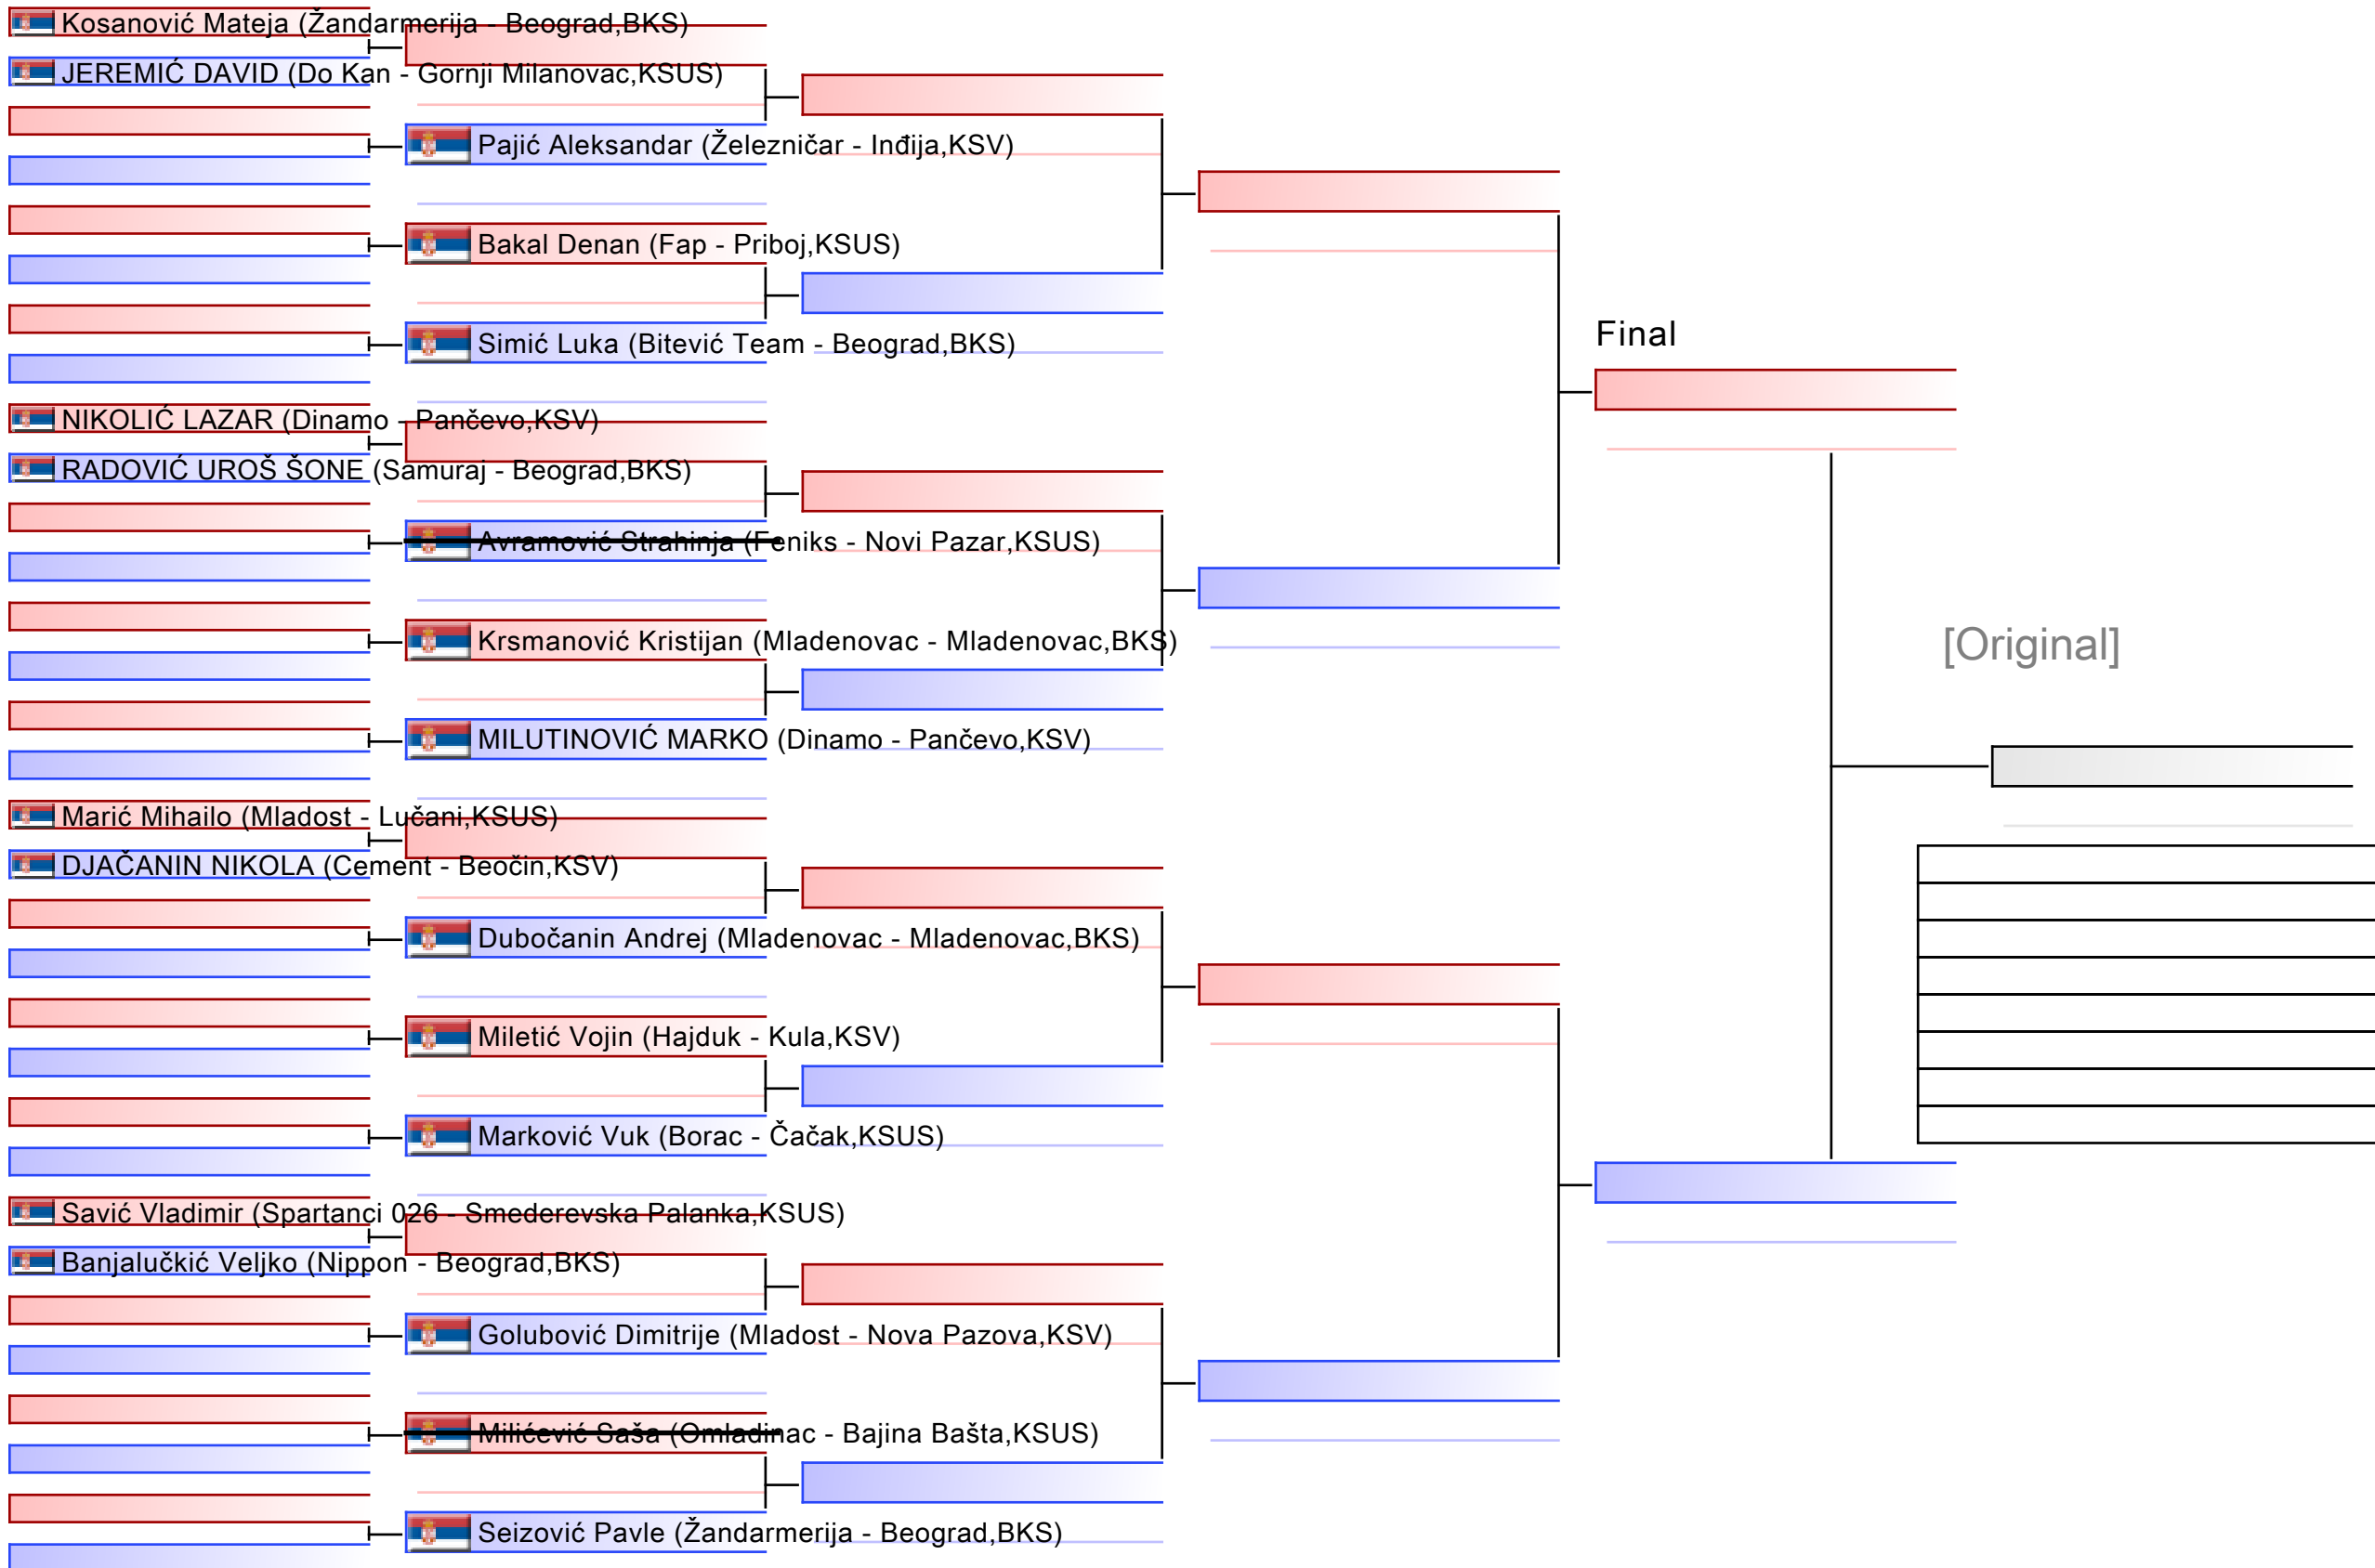 Kosanović Mateja (Žandarmerija - Beograd,BKS)
JEREMIĆ DAVID (Do Kan - Gornji Milanovac,KSUS)
Pajić Aleksandar (Železničar - Inđija,KSV)
Bakal Denan (Fap - Priboj,KSUS)
Simić Luka (Bitević Team - Beograd,BKS)
NIKOLIĆ LAZAR (Dinamo - Pančevo,KSV)
RADOVIĆ UROŠ ŠONE (Samuraj - Beograd,BKS)
Avramović Strahinja (Feniks - Novi Pazar,KSUS)
Krsmanović Kristijan (Mladenovac - Mladenovac,BKS)
MILUTINOVIĆ MARKO (Dinamo - Pančevo,KSV)
Marić Mihailo (Mladost - Lučani,KSUS)
DJAČANIN NIKOLA (Cement - Beočin,KSV)
Dubočanin Andrej (Mladenovac - Mladenovac,BKS)
Miletić Vojin (Hajduk - Kula,KSV)
Marković Vuk (Borac - Čačak,KSUS)
Savić Vladimir (Spartanci 026 - Smederevska Palanka,KSUS)
Banjalučkić Veljko (Nippon - Beograd,BKS)
Golubović Dimitrije (Mladost - Nova Pazova,KSV)
Milićević Saša (Omladinac - Bajina Bašta,KSUS)
Seizović Pavle (Žandarmerija - Beograd,BKS)
Final
[Original]